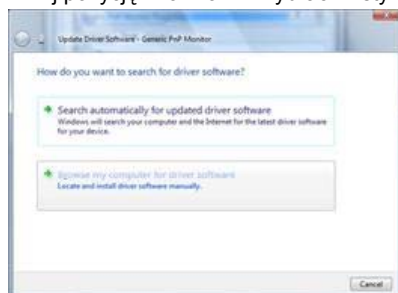 Update Driver Software - Generic PnP Monitor
How do you want to search for driver software?
Search automatically for updated driver software
Windows will search your computer and the Internet for the latest driver software
for your device.
Browse my computer for driver software
Locate and install driver software manually.
Cancel